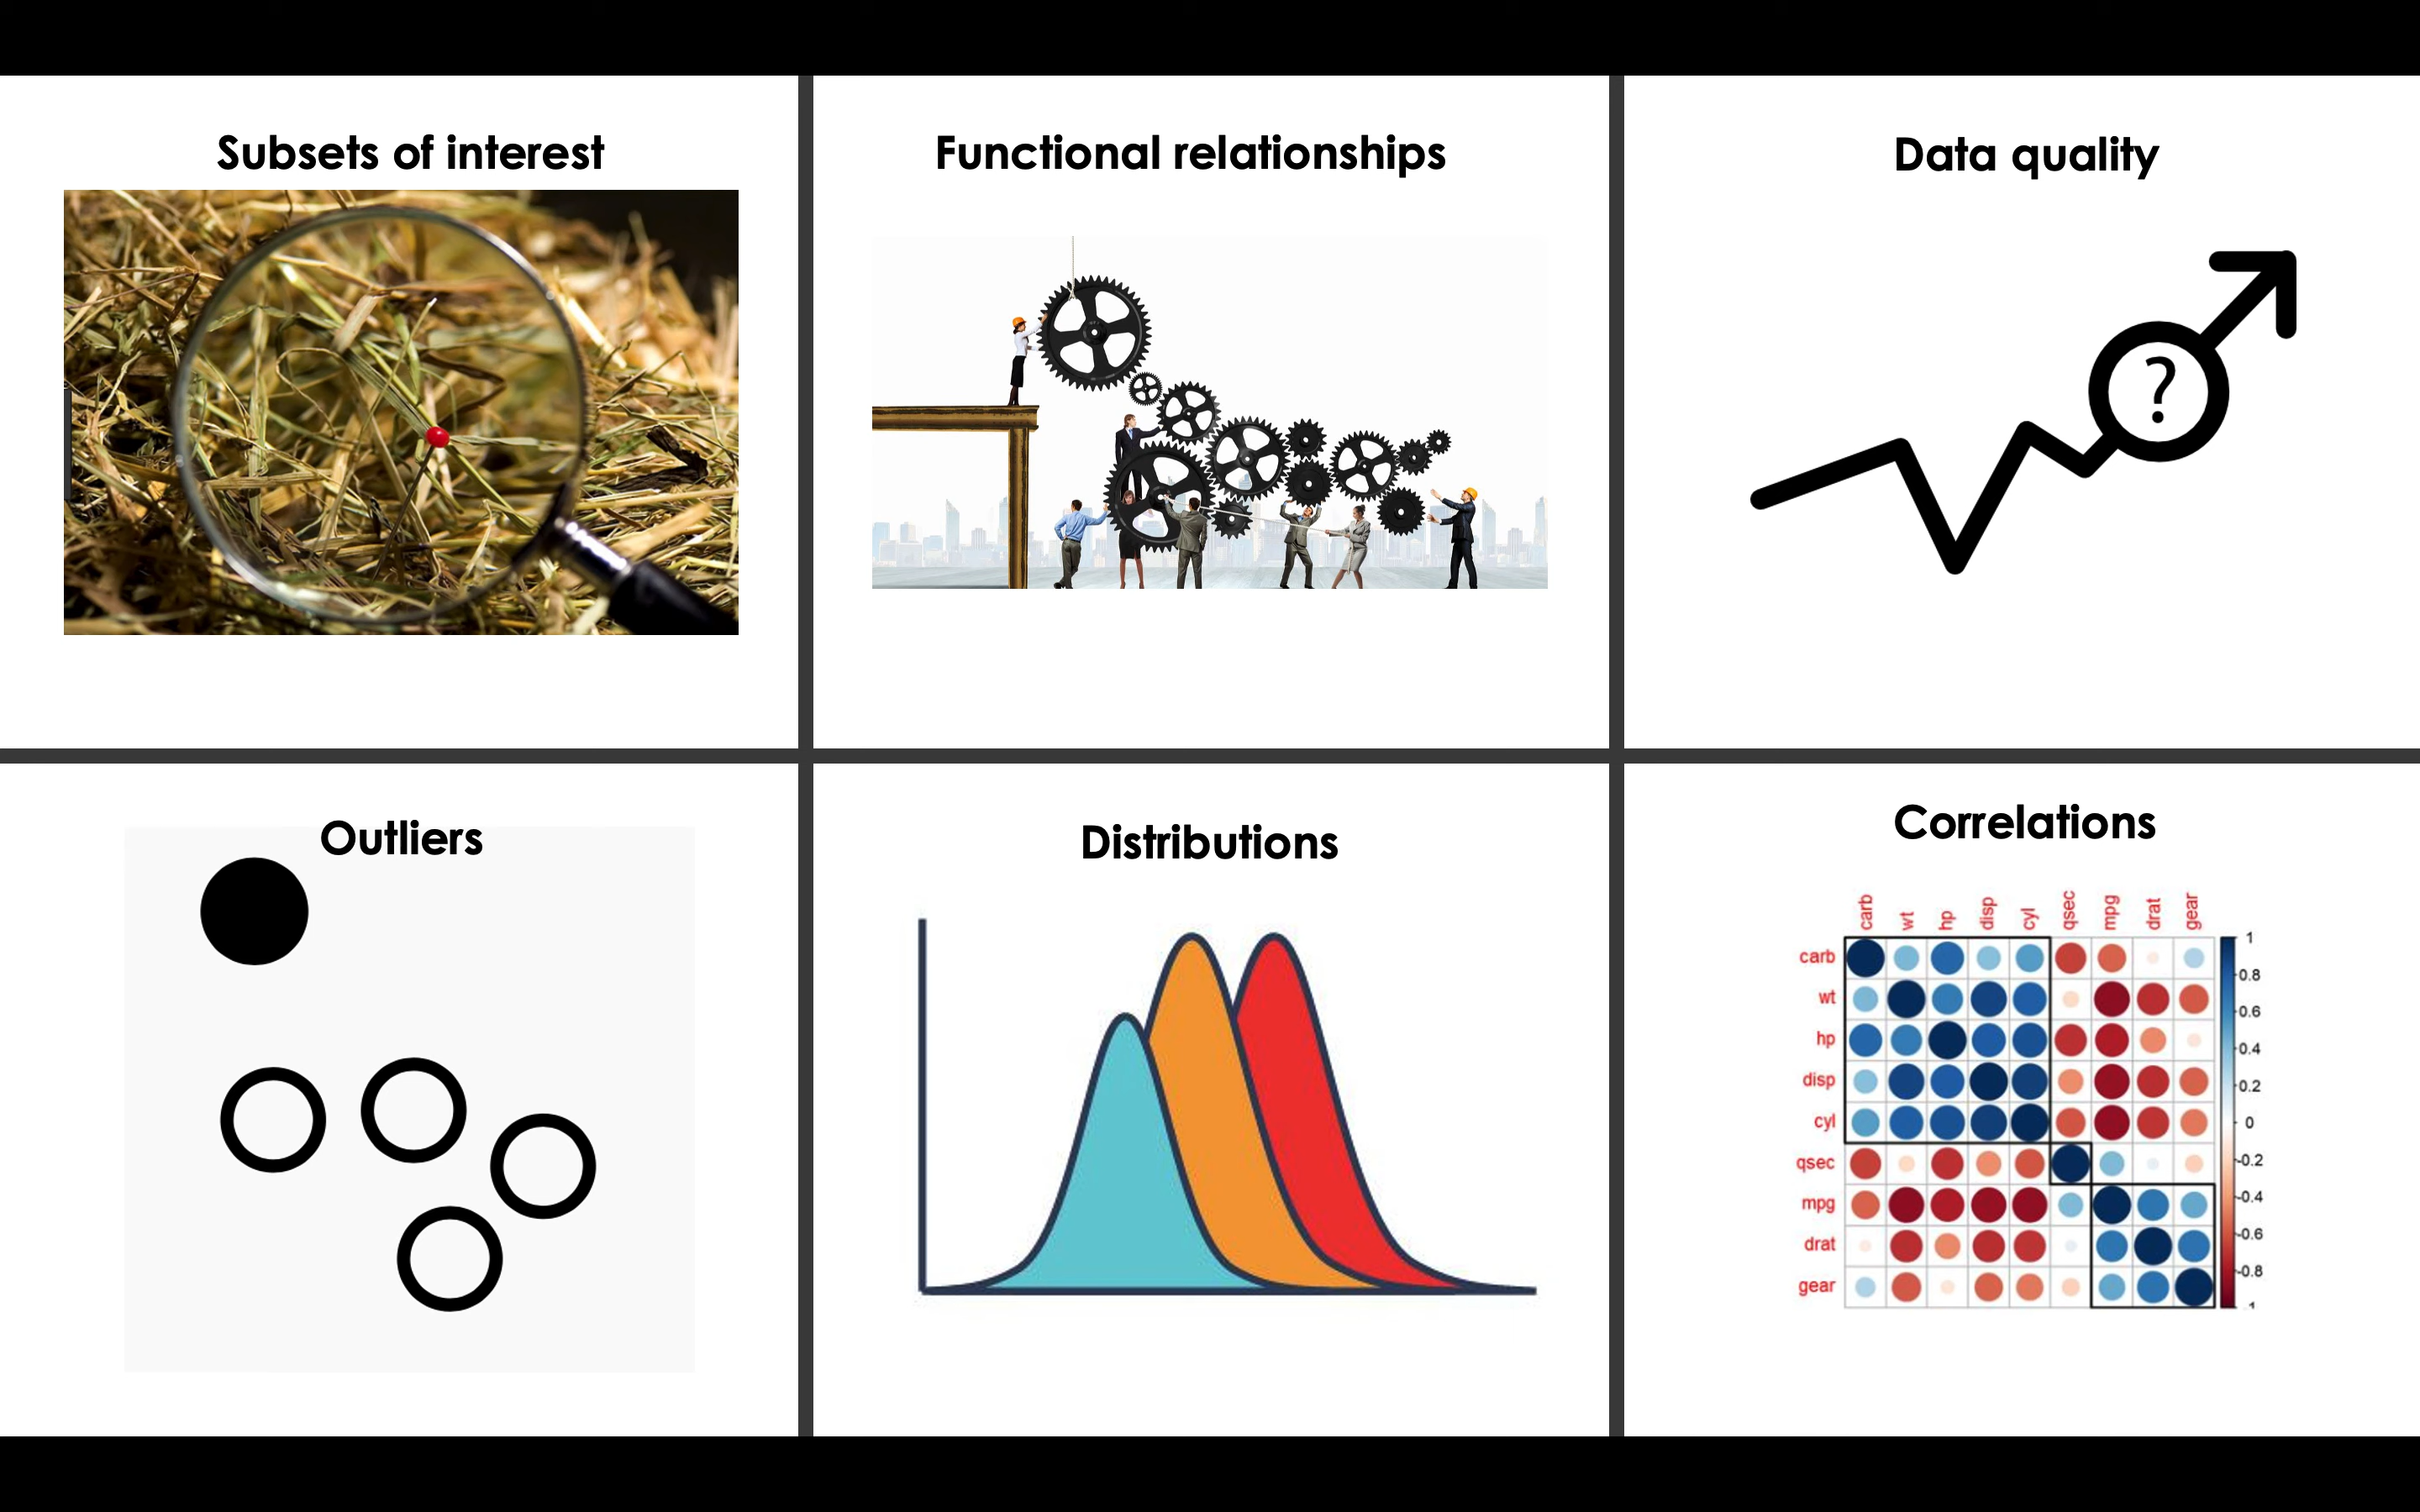 Subsets of interest
Functional relationships
Data quality
?
Outliers
Distributions
Correlations
carb wt hp disp cyl qsec mpg drat gear
carb
wt
hp
disp
cyl
qsec
mpg
drat
gear
1
0.8
0.6
0.4
0.2
0
-0.2
-0.4
-0.6
-0.8
-1